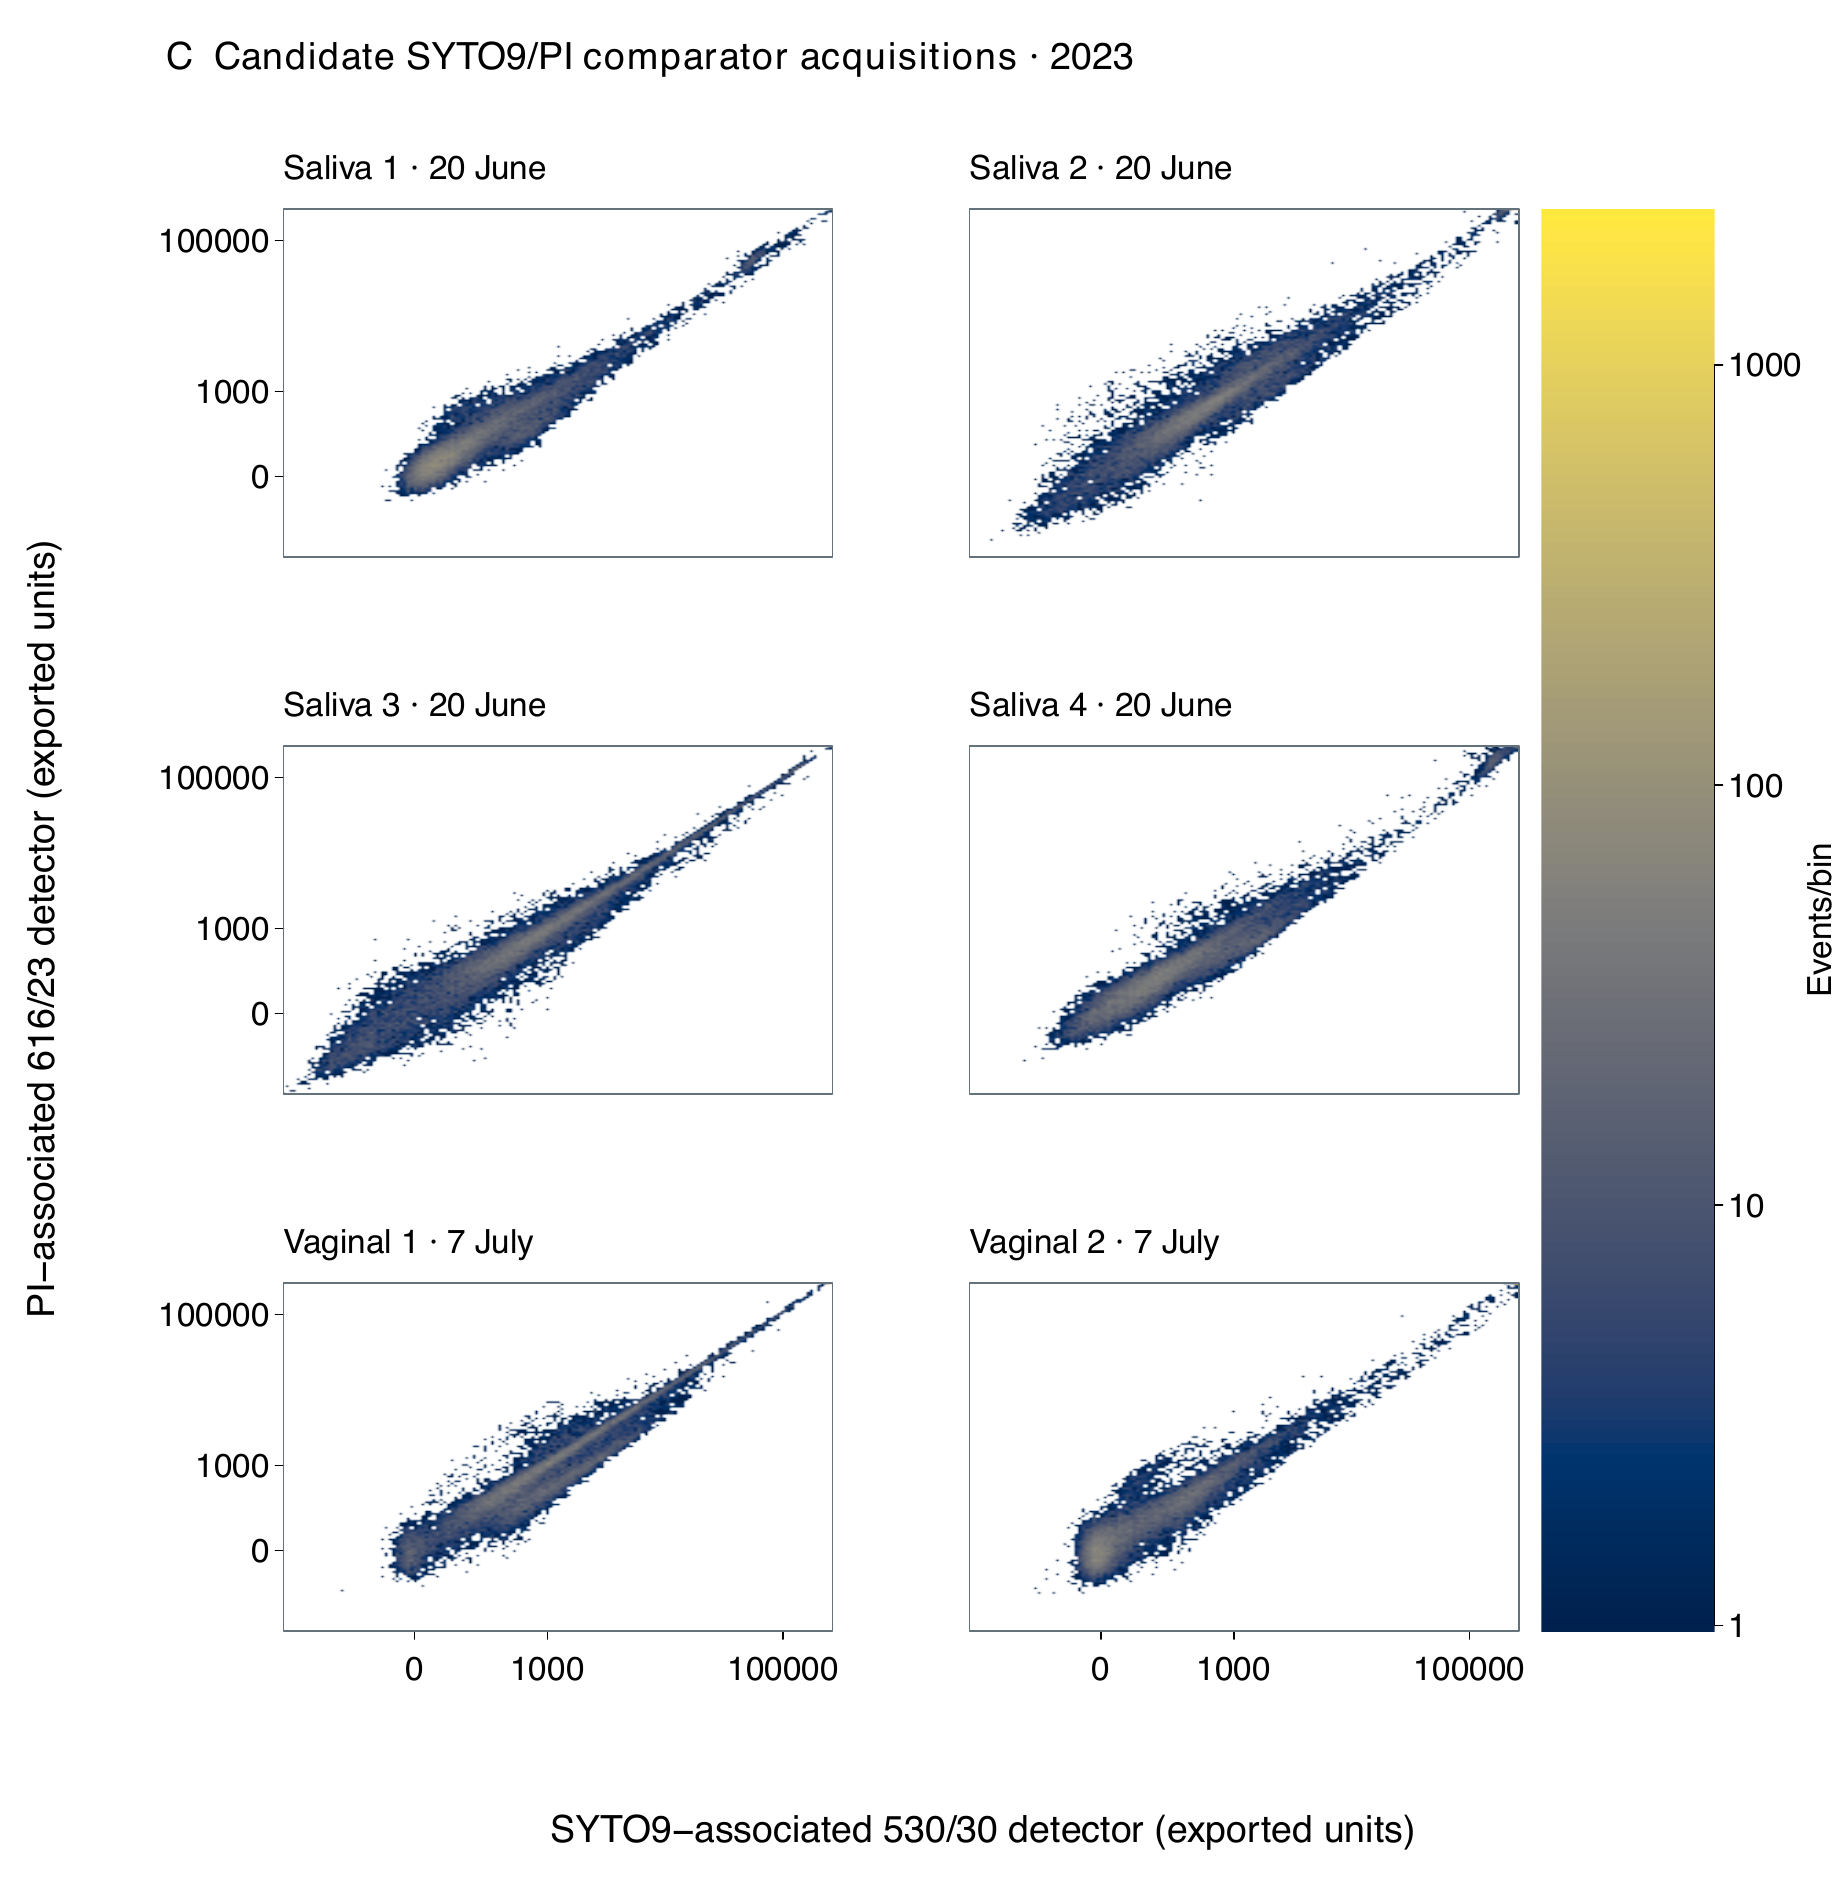 C Candidate SYTO9/PI comparator acquisitions · 2023
Saliva 1 · 20 June
Saliva 2 · 20 June
100000
1000
0
1000
100
10
1
Events/bin
Saliva 3 · 20 June
Saliva 4 · 20 June
100000
1000
0
Vaginal 1 · 7 July
Vaginal 2 · 7 July
100000
1000
0
0 1000 100000
0 1000 100000
PI−associated 616/23 detector (exported units)
SYTO9−associated 530/30 detector (exported units)